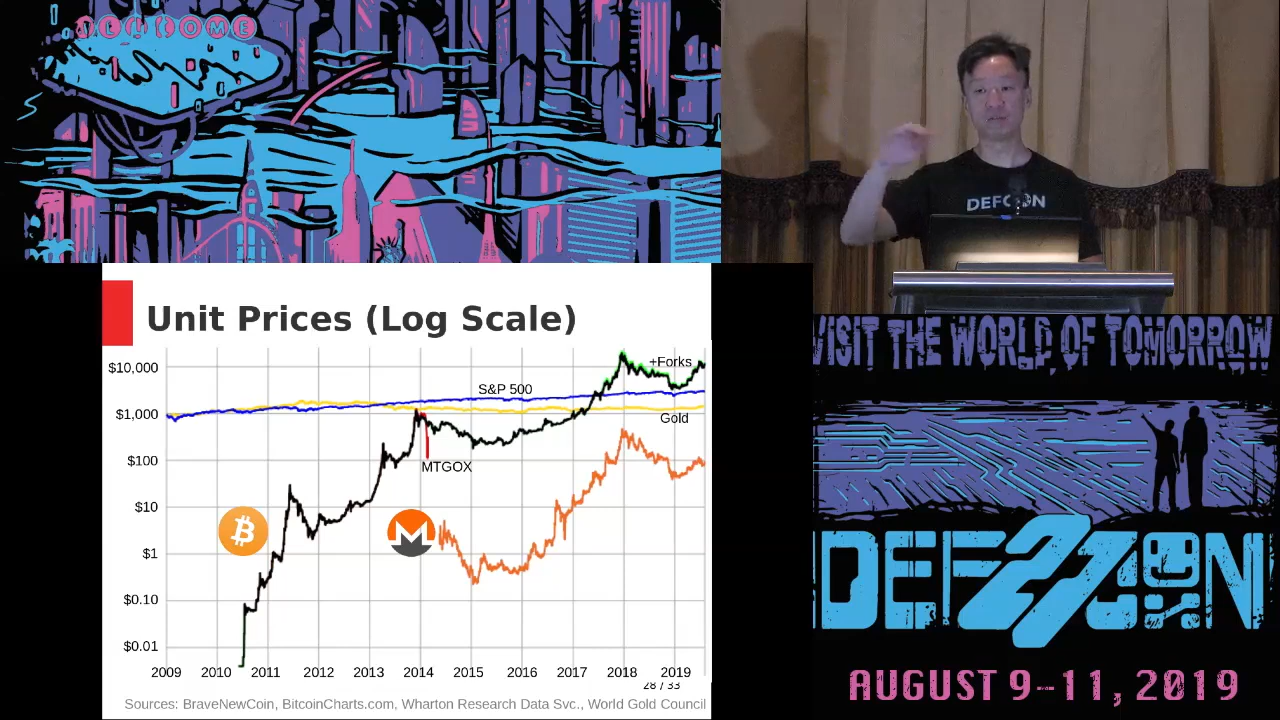 WELCOME
DEFCON
Unit Prices (Log Scale)
$10,000
$1,000
$100
$10
$1
$0.10
$0.01
+Forks
S&P 500
Gold
MTGOX
2009 2010 2011 2012 2013 2014 2015 2016 2017 2018 2019
28 / 33
Sources: BraveNewCoin, BitcoinCharts.com, Wharton Research Data Svc., World Gold Council
VISIT THE WORLD OF TOMORROW
DEF27CON
AUGUST 9-11, 2019